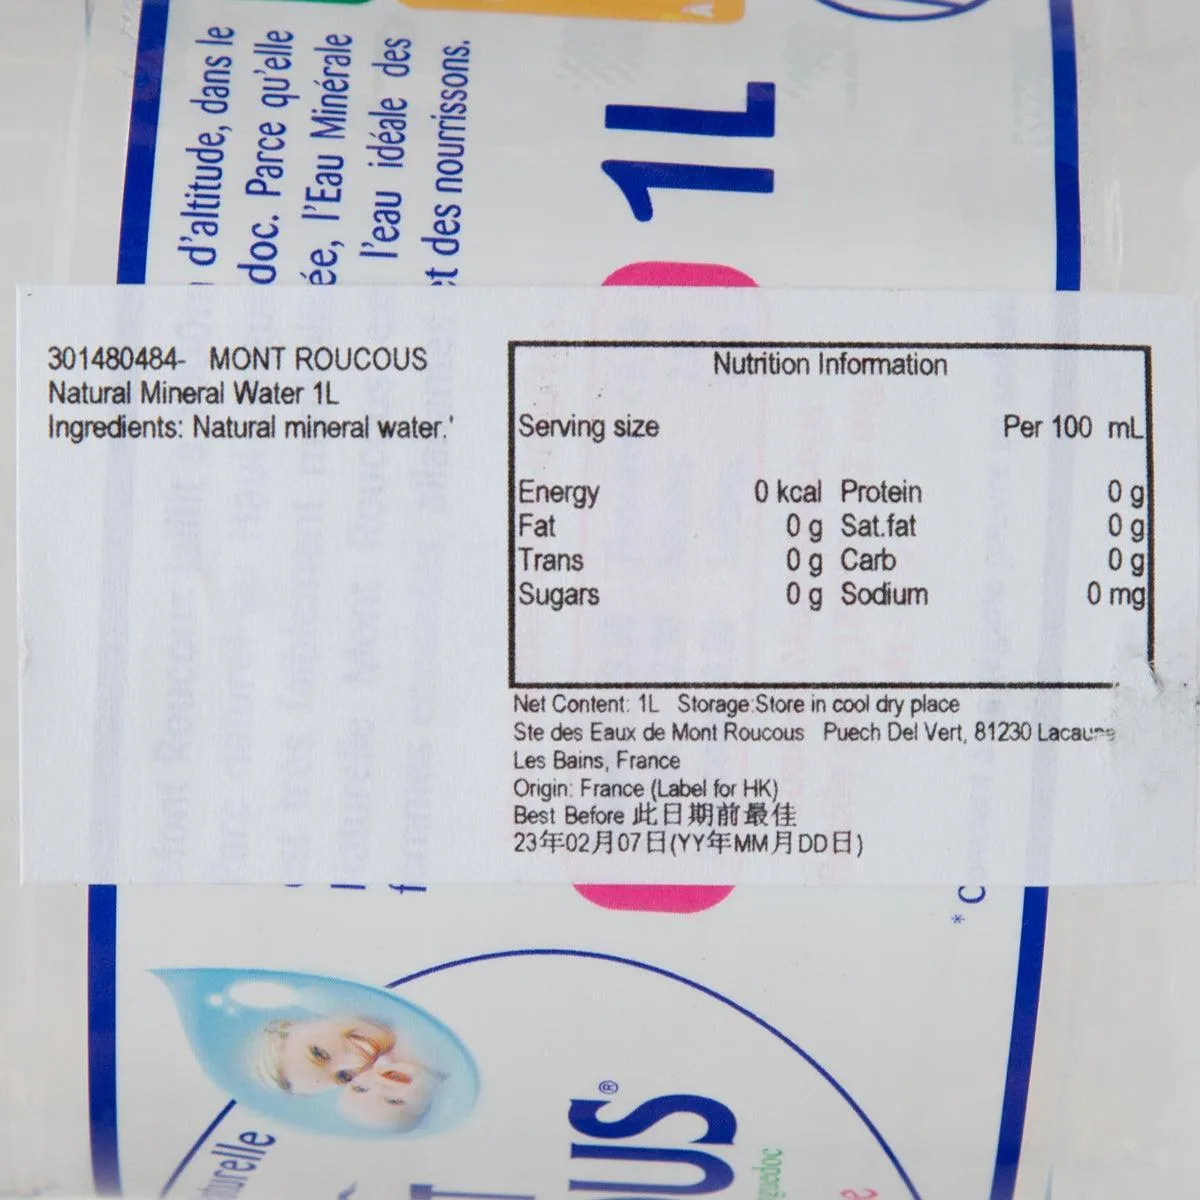 d'altitude, dans le
doc. Parce qu'elle
ée, l'Eau Minérale
l'eau idéale des
et des nourrissons.
1L
301480484- MONT ROUCOUS
Natural Mineral Water 1L
Ingredients: Natural mineral water.'
Nutrition Information
Serving size Per 100 mL
Energy 0 kcal Protein 0 g
Fat 0 g Sat.fat 0 g
Trans 0 g Carb 0 g
Sugars 0 g Sodium 0 mg
Net Content: 1L Storage:Store in cool dry place
Ste des Eaux de Mont Roucous Puech Del Vert, 81230 Lacaune
Les Bains, France
Origin: France (Label for HK)
Best Before 此日期前最佳
23年02月07日(YY年MM月DD日)
turelle
OUS®
guedoc